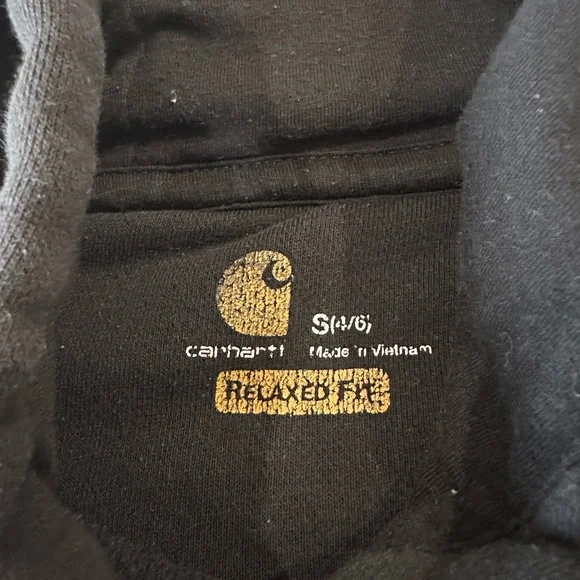 S(4/6)
carhartt Made in Vietnam
RELAXED FIT